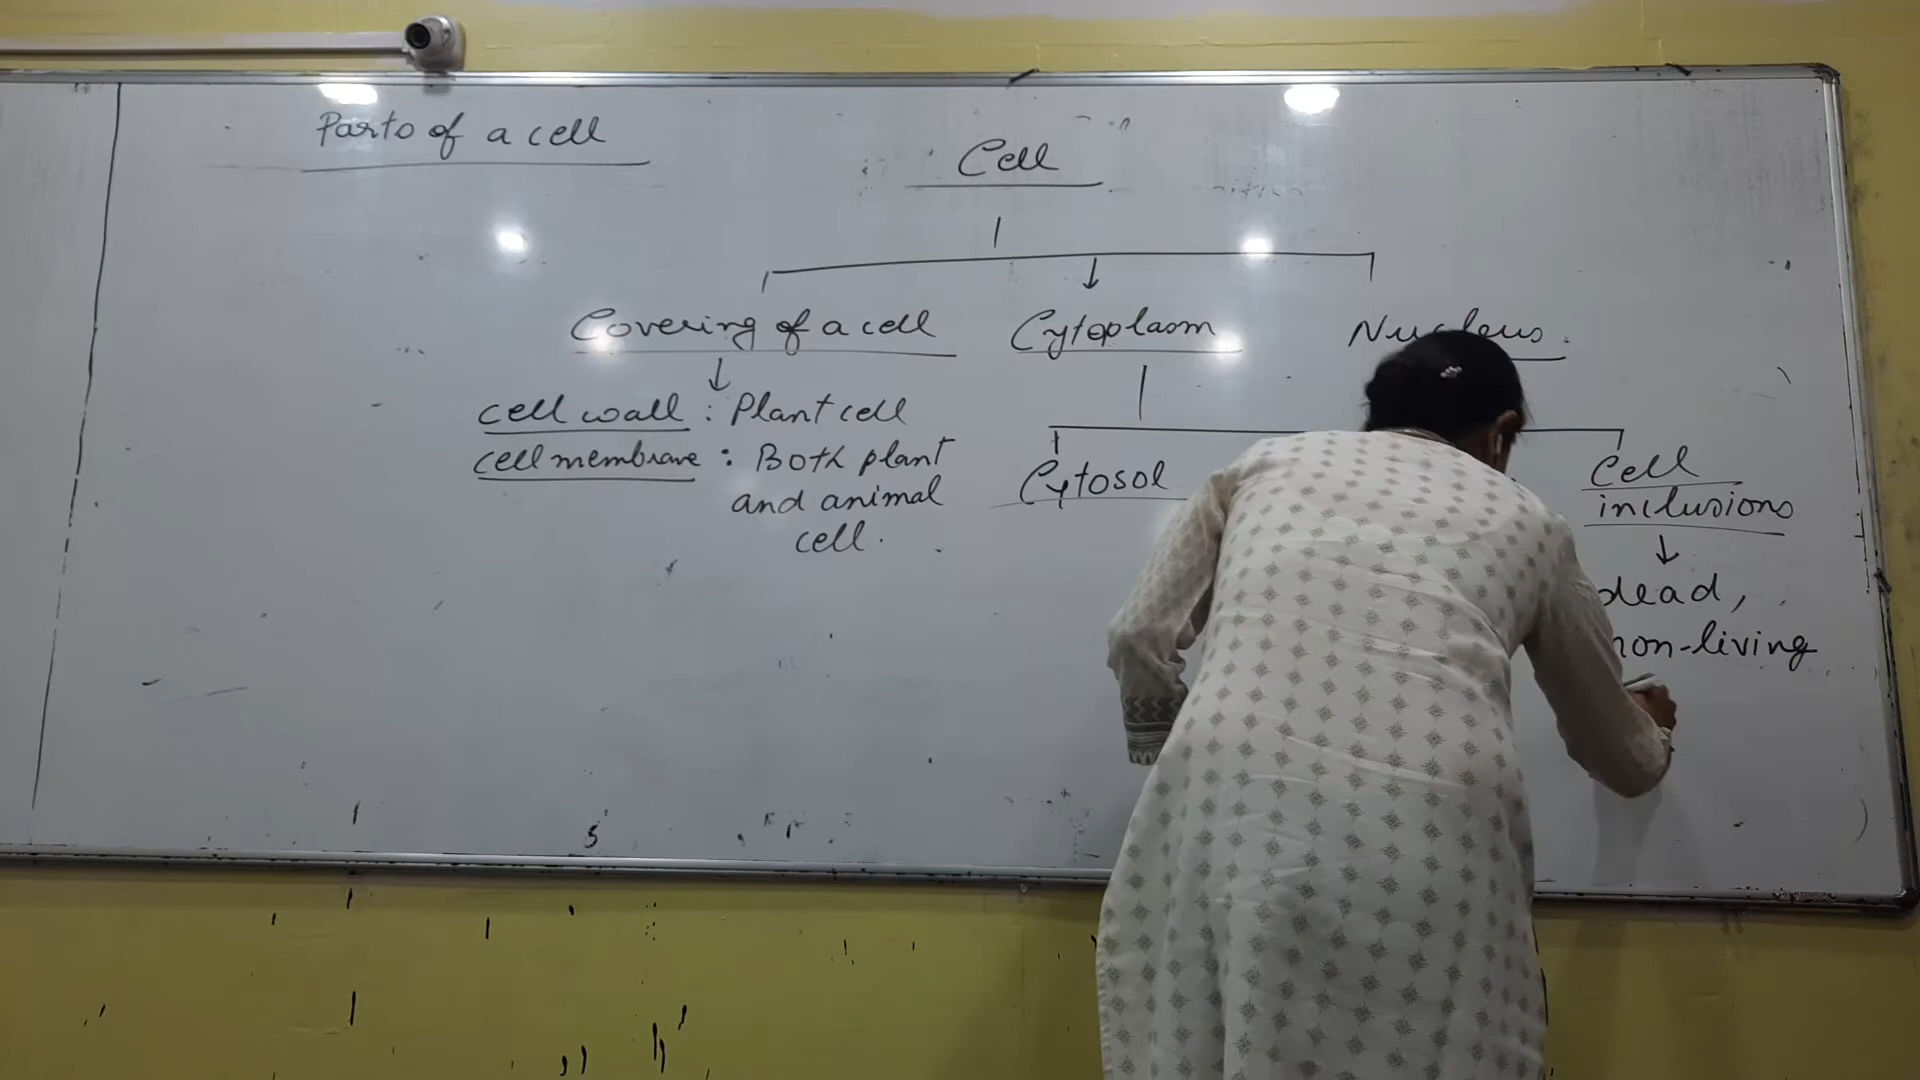 Parts of a cell
Cell
Covering of a cell
Cytoplasm
Nucleus.
cell wall : Plant cell
cell membrane : Both plant
and animal
cell.
Cytosol
Cell
inclusions
dead,
non-living